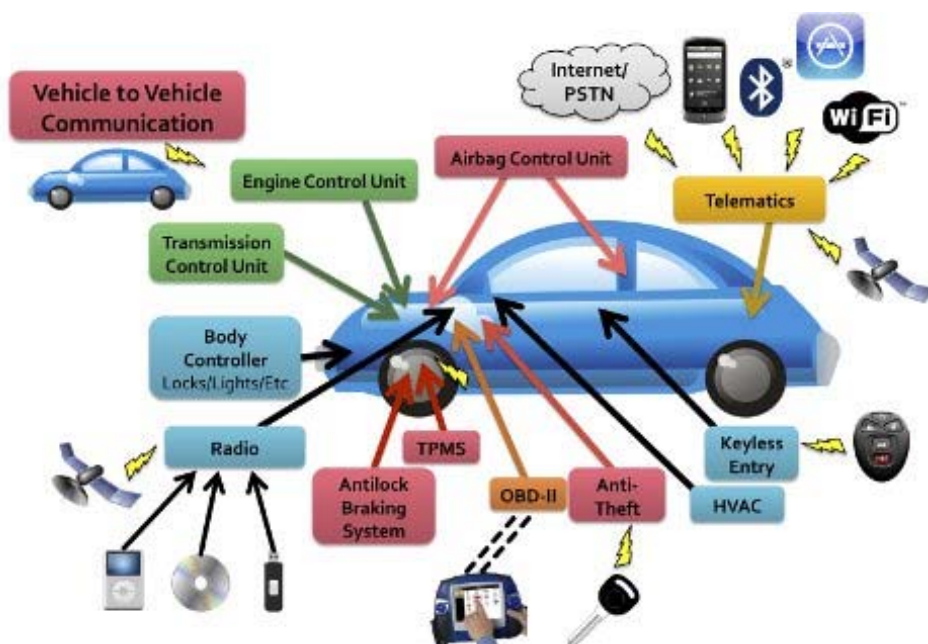 Vehicle to Vehicle
Communication
Internet/
PSTN
®
WiFi™
Engine Control Unit
Airbag Control Unit
Telematics
Transmission
Control Unit
Body
Controller
Locks/Lights/Etc
Radio
TPMS
Antilock
Braking
System
OBD-II
Anti-
Theft
Keyless
Entry
HVAC